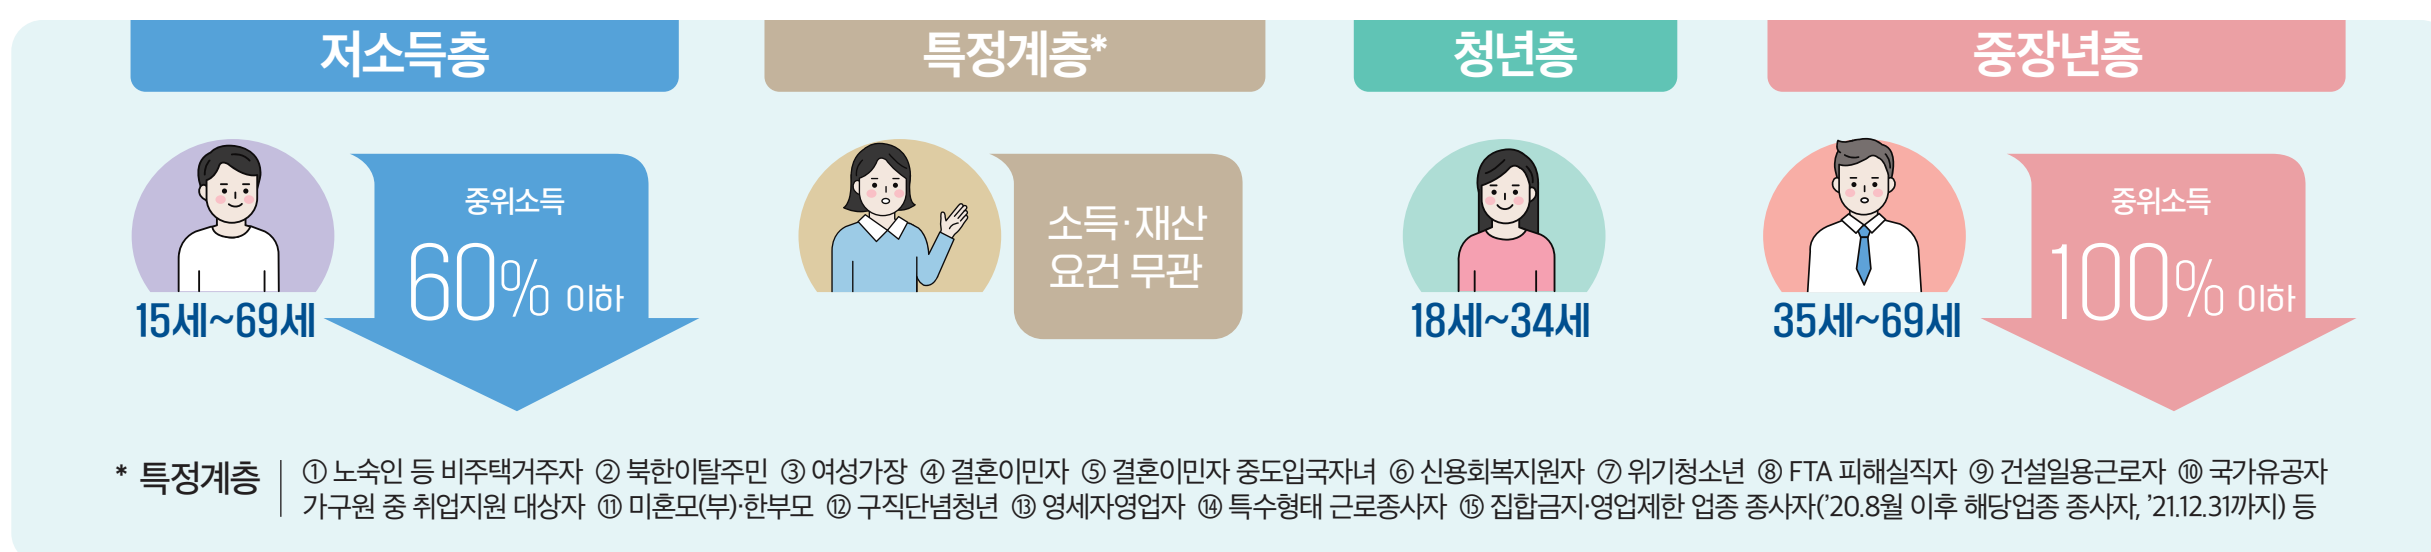 저소득층
특정계층*
청년층
중장년층
중위소득
60% 이하
15세~69세
소득·재산
요건 무관
18세~34세
중위소득
100% 이하
35세~69세
* 특정계층
① 노숙인 등 비주택거주자 ② 북한이탈주민 ③ 여성가장 ④ 결혼이민자 ⑤ 결혼이민자 중도입국자녀 ⑥ 신용회복지원자 ⑦ 위기청소년 ⑧ FTA 피해실직자 ⑨ 건설일용근로자 ⑩ 국가유공자
가구원 중 취업지원 대상자 ⑪ 미혼모(부)·한부모 ⑫ 구직단념청년 ⑬ 영세자영업자 ⑭ 특수형태 근로종사자 ⑮ 집합금지·영업제한 업종 종사자('20.8월 이후 해당업종 종사자, '21.12.31까지) 등